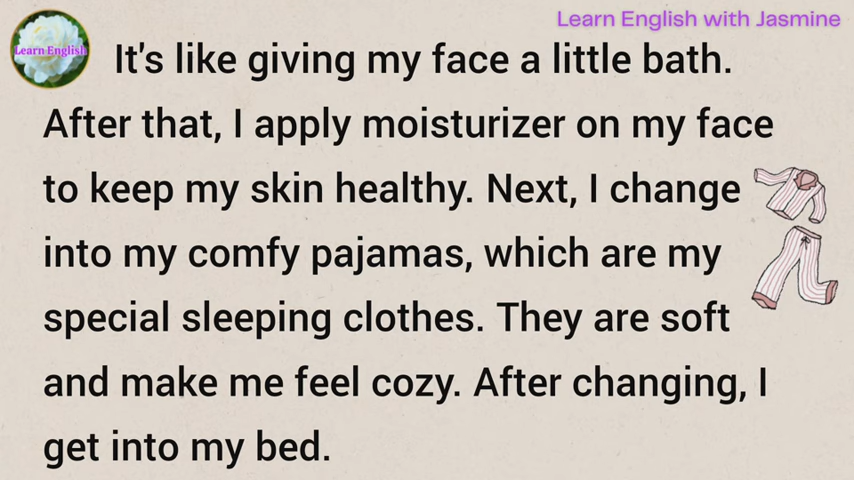 Learn English with Jasmine
Learn English
It's like giving my face a little bath.
After that, I apply moisturizer on my face
to keep my skin healthy. Next, I change
into my comfy pajamas, which are my
special sleeping clothes. They are soft
and make me feel cozy. After changing, I
get into my bed.